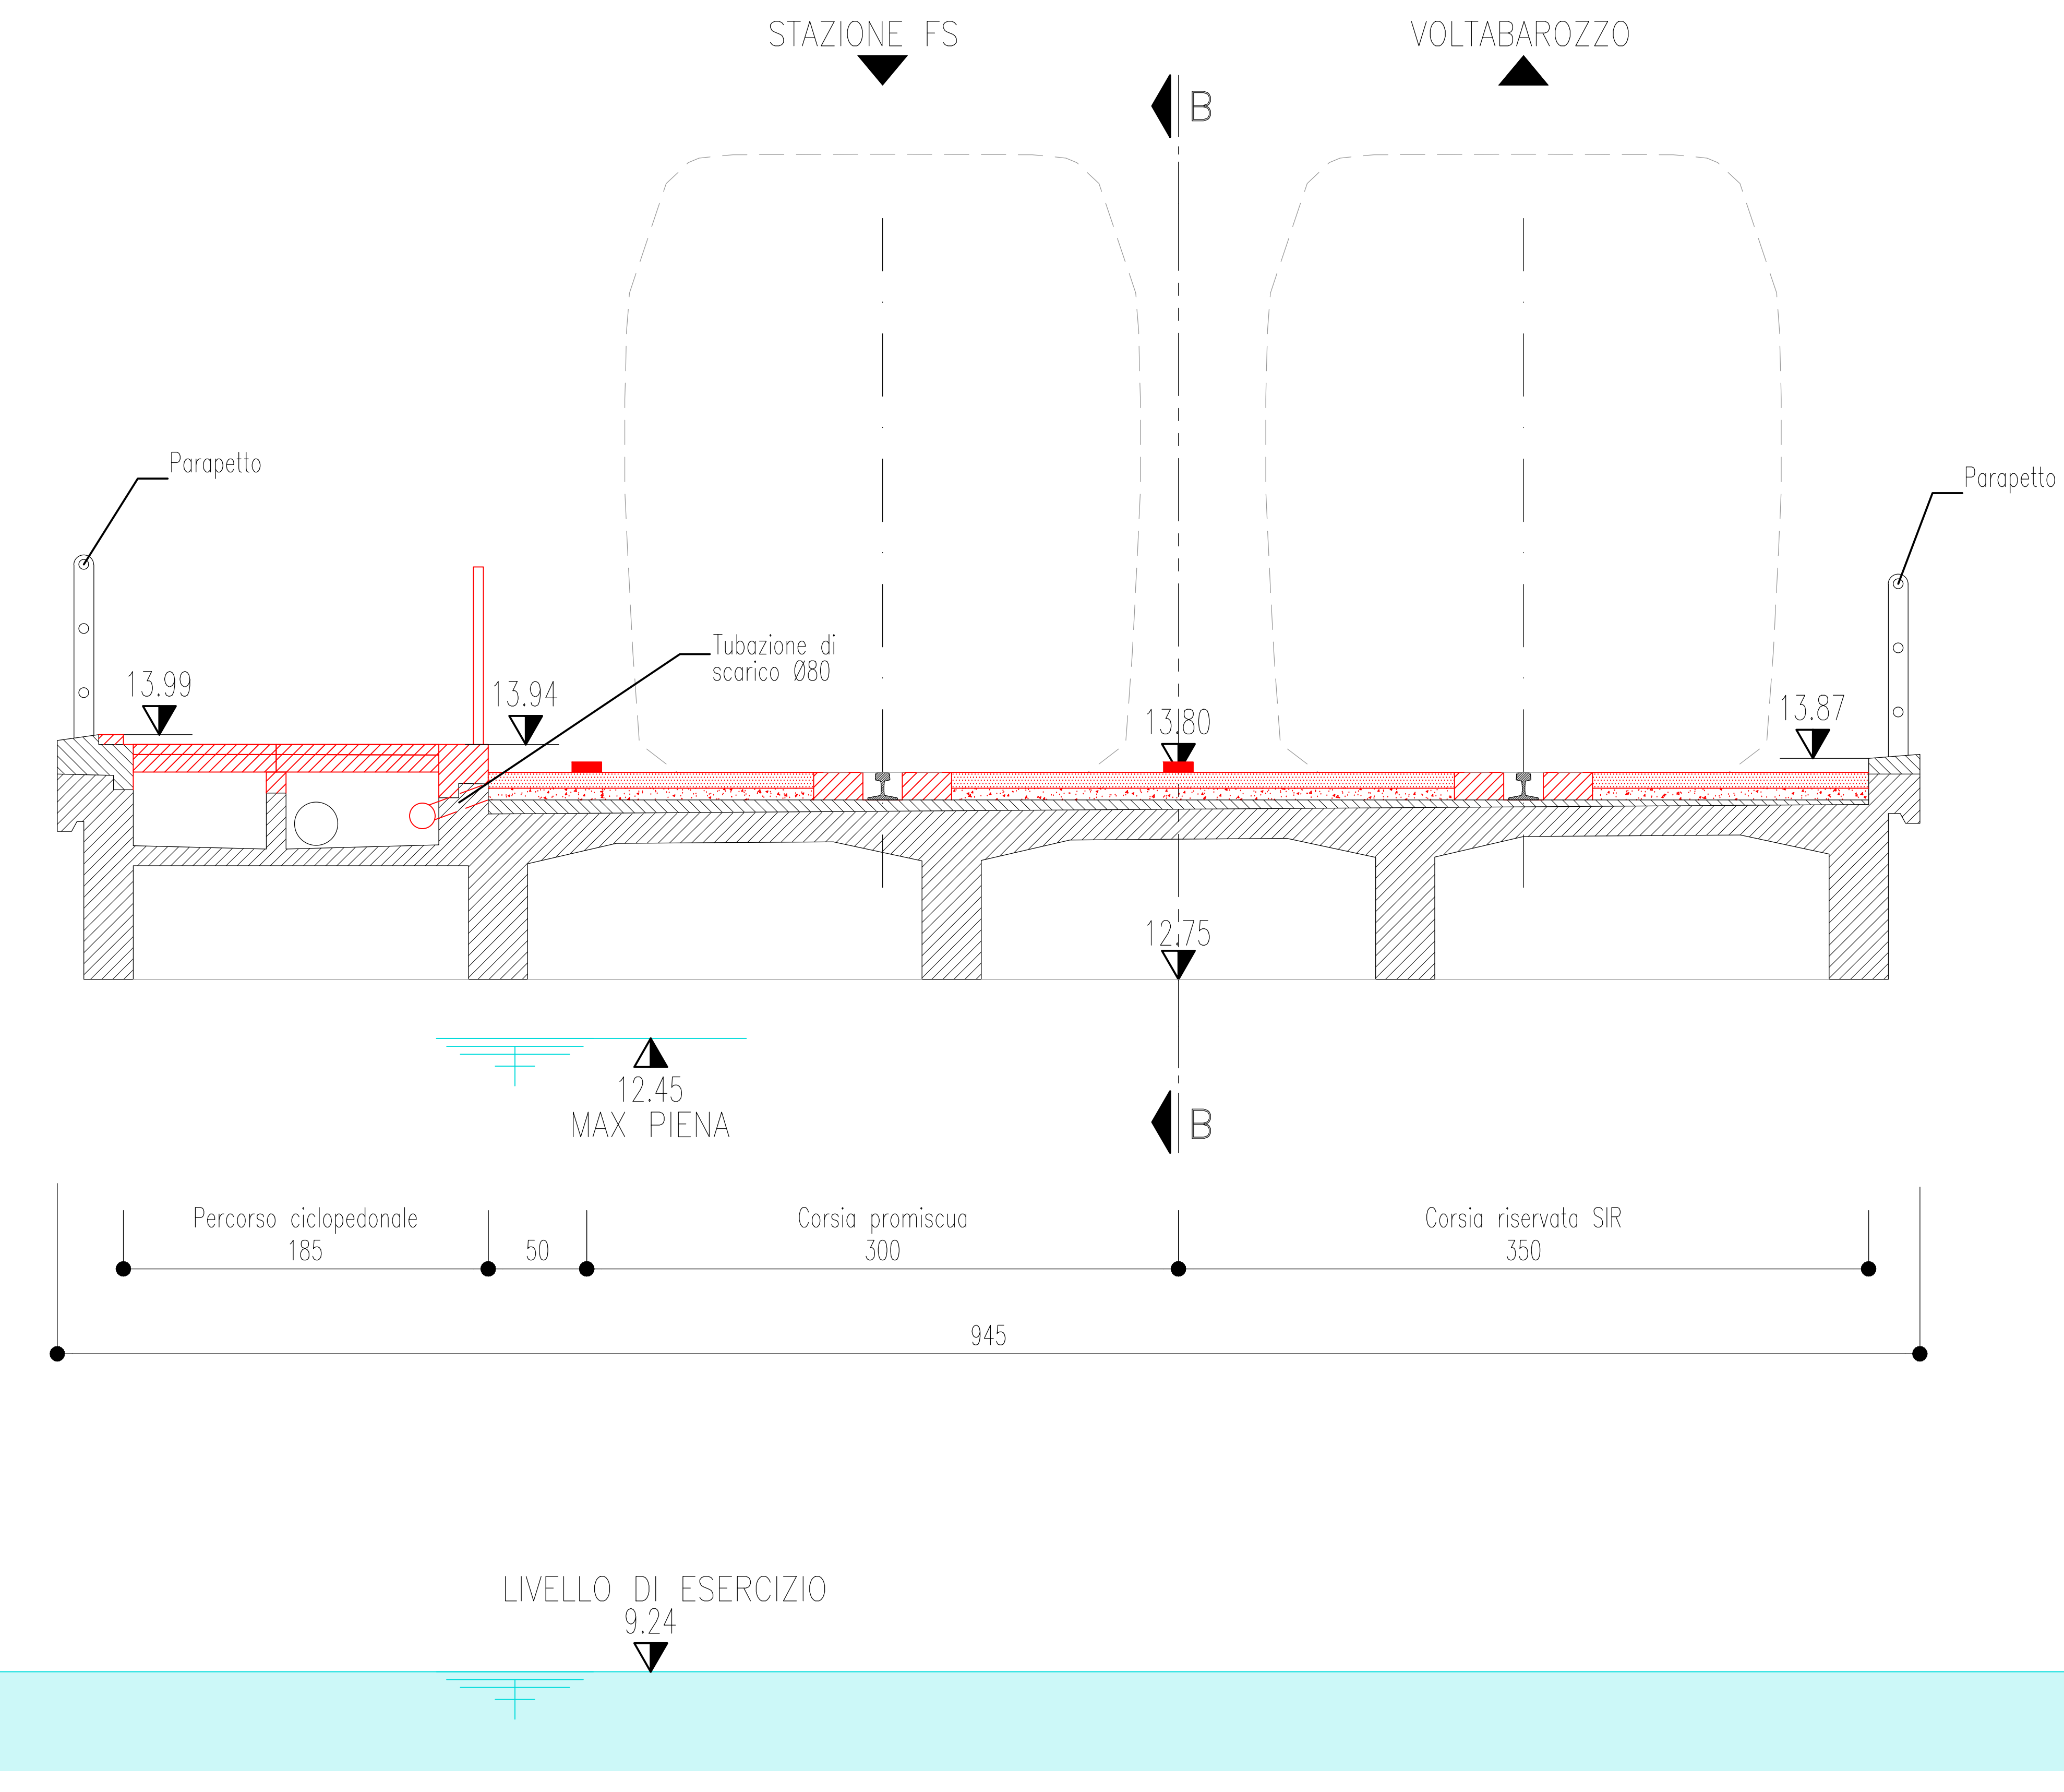 STAZIONE FS
VOLTABAROZZO
B
Parapetto
Parapetto
Tubazione di
scarico Ø80
13.99
13.94
13.80
13.87
12.75
12.45
MAX PIENA
B
Percorso ciclopedonale
185
50
Corsia promiscua
300
Corsia riservata SIR
350
945
LIVELLO DI ESERCIZIO
9.24